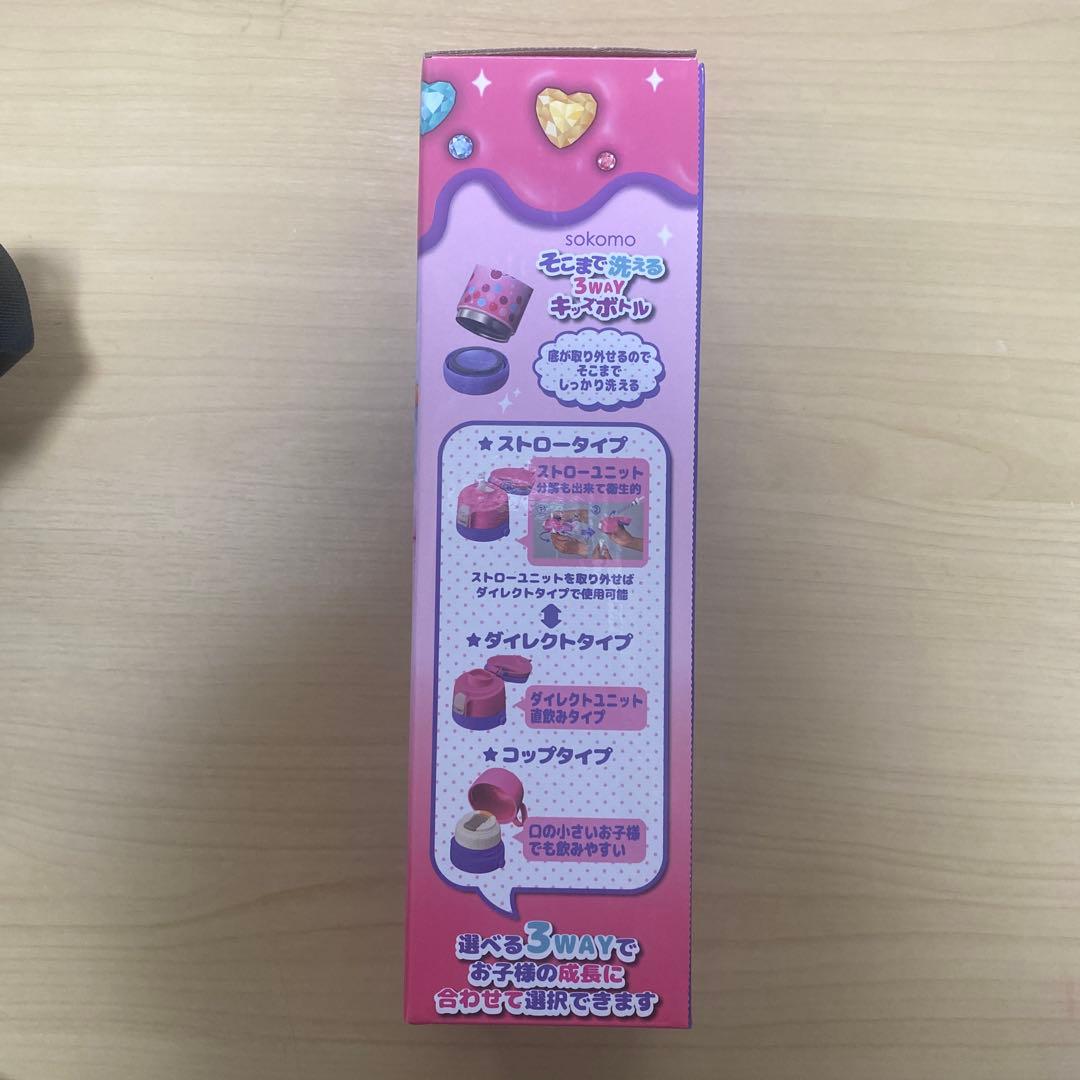 sokomo
そこまで洗える
3WAY
キッズボトル
底が取り外せるので
そこまで
しっかり洗える
★ストロータイプ
ストローユニット
分解も出来て衛生的
② 
ストローユニットを取り外せば
ダイレクトタイプで使用可能
★ダイレクトタイプ
ダイレクトユニット
直飲みタイプ
★コップタイプ
口の小さいお子様
でも飲みやすい
選べる3WAYで
お子様の成長に
合わせて選択できます